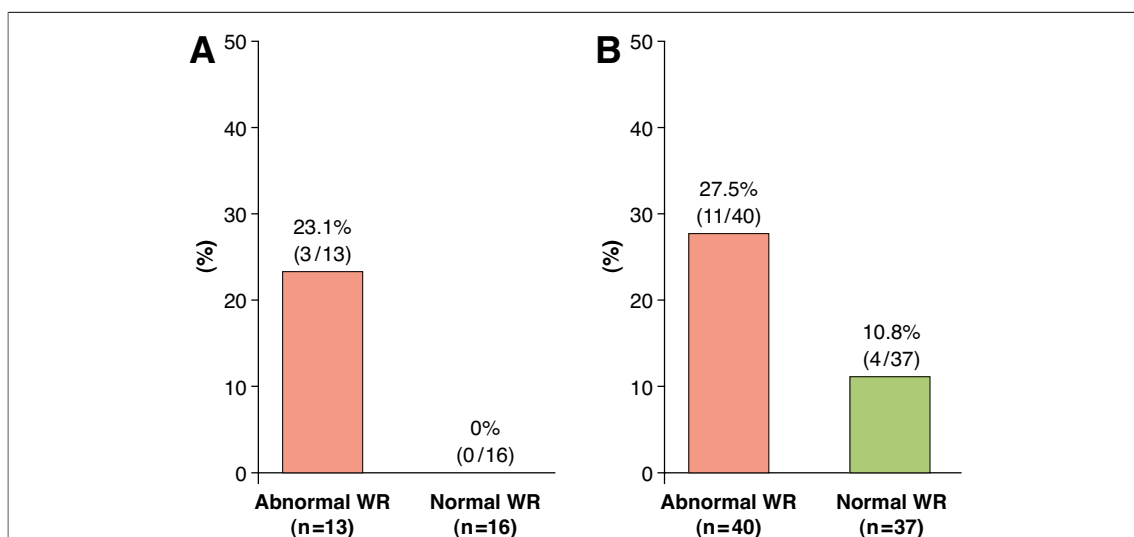 A
50
40
30
20
10
0
(%)
23.1%
(3/13)
0%
(0/16)
Abnormal WR
(n=13)
Normal WR
(n=16)
B
50
40
30
20
10
0
(%)
27.5%
(11/40)
10.8%
(4/37)
Abnormal WR
(n=40)
Normal WR
(n=37)